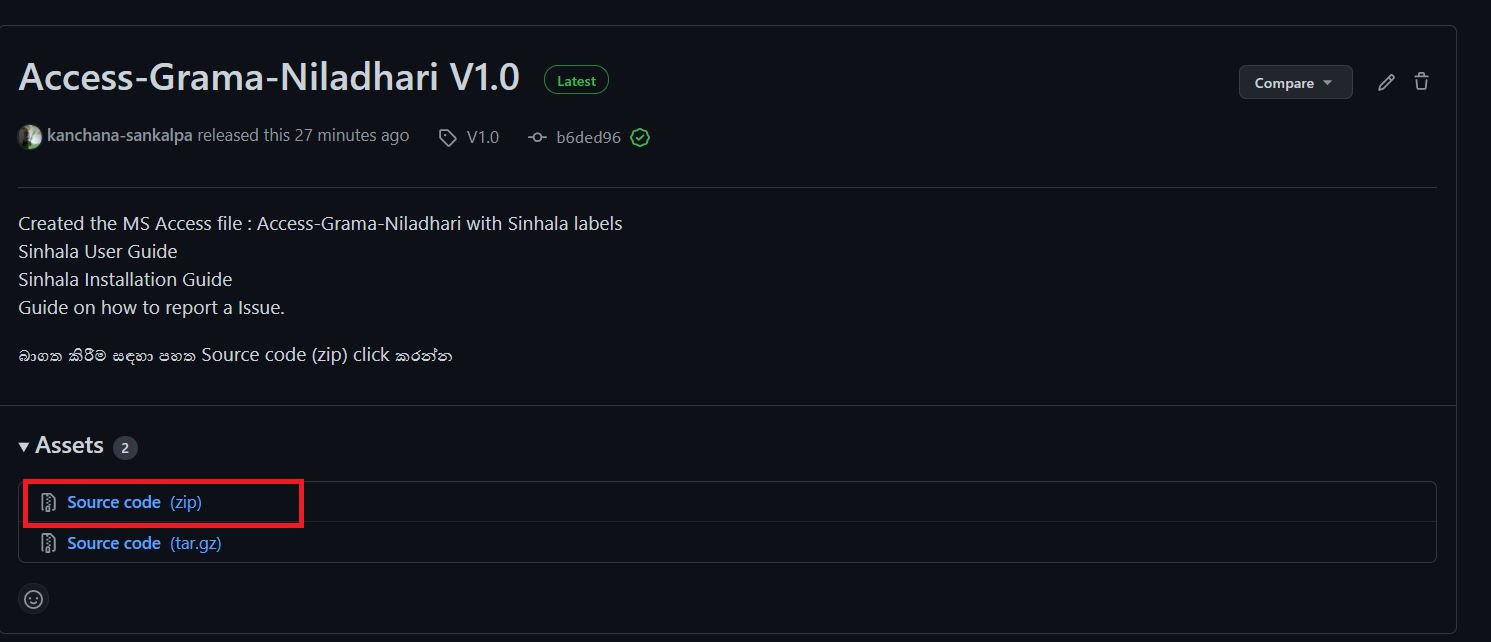 Access-Grama-Niladhari V1.0 Latest Compare
kanchana-sankalpa released this 27 minutes ago V1.0 b6ded96
Created the MS Access file : Access-Grama-Niladhari with Sinhala labels
Sinhala User Guide
Sinhala Installation Guide
Guide on how to report a Issue.
බාගත කිරීම සඳහා පහත Source code (zip) click කරන්න
Assets 2
Source code (zip)
Source code (tar.gz)